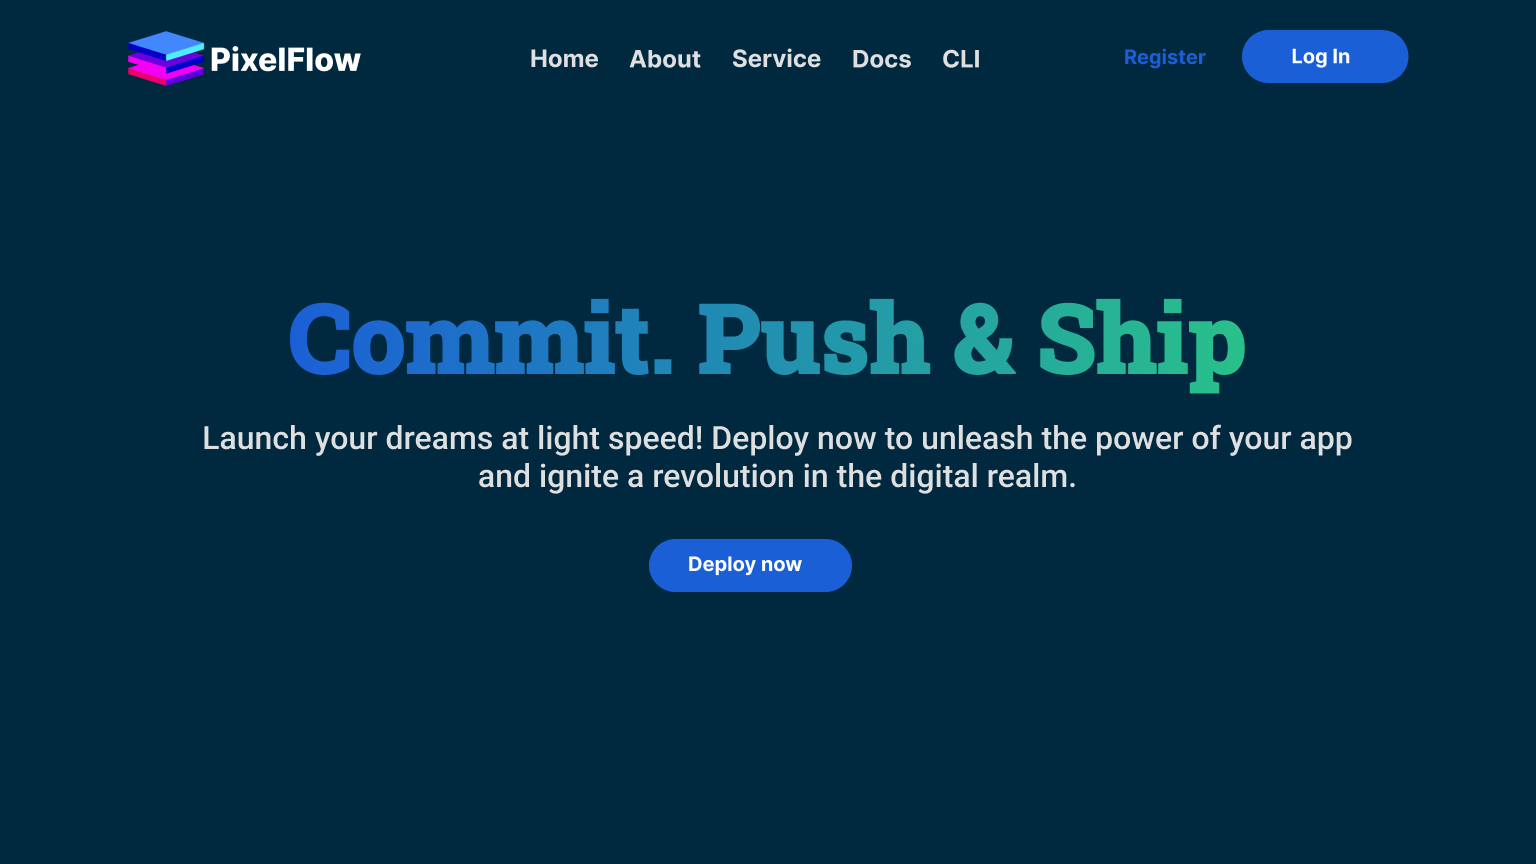 PixelFlow
Home About Service Docs CLI
Register
Log In
Commit. Push & Ship
Launch your dreams at light speed! Deploy now to unleash the power of your app
and ignite a revolution in the digital realm.
Deploy now